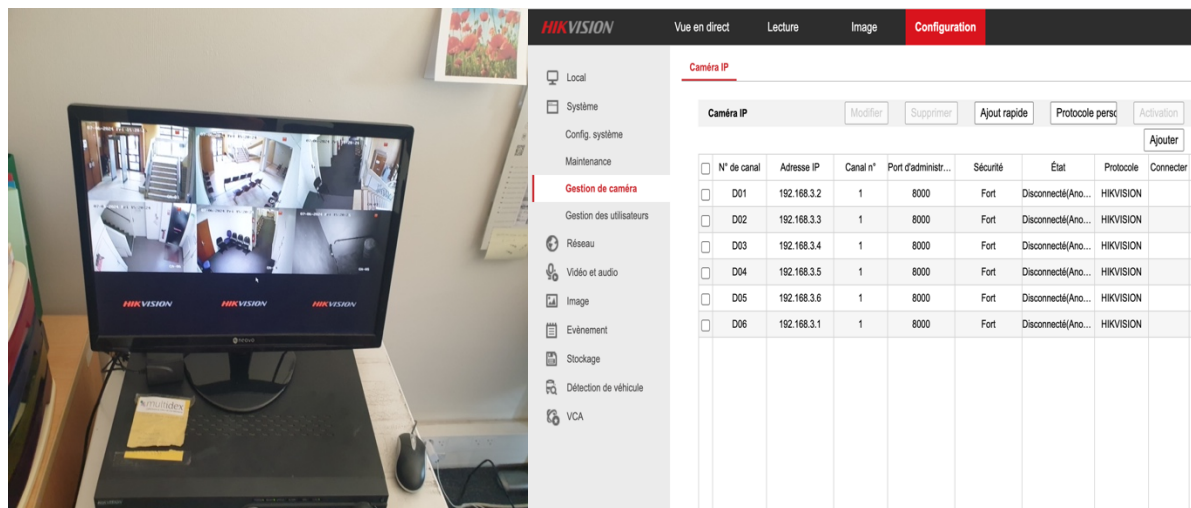 HIKVISION HIKVISION HIKVISION
multidex
HIKVISION Vue en direct Lecture Image Configuration
Local
Système
Config. système
Maintenance
Gestion de caméra
Gestion des utilisateurs
Réseau
Vidéo et audio
Image
Evènement
Stockage
Détection de véhicule
VCA
Caméra IP
Caméra IP Modifier Supprimer Ajout rapide Protocole perso Activation
Ajouter
N° de canal Adresse IP Canal n° Port d'administr... Sécurité État Protocole Connecter
D01 192.168.3.2 1 8000 Fort Disconnecté(Ano... HIKVISION
D02 192.168.3.3 1 8000 Fort Disconnecté(Ano... HIKVISION
D03 192.168.3.4 1 8000 Fort Disconnecté(Ano... HIKVISION
D04 192.168.3.5 1 8000 Fort Disconnecté(Ano... HIKVISION
D05 192.168.3.6 1 8000 Fort Disconnecté(Ano... HIKVISION
D06 192.168.3.1 1 8000 Fort Disconnecté(Ano... HIKVISION